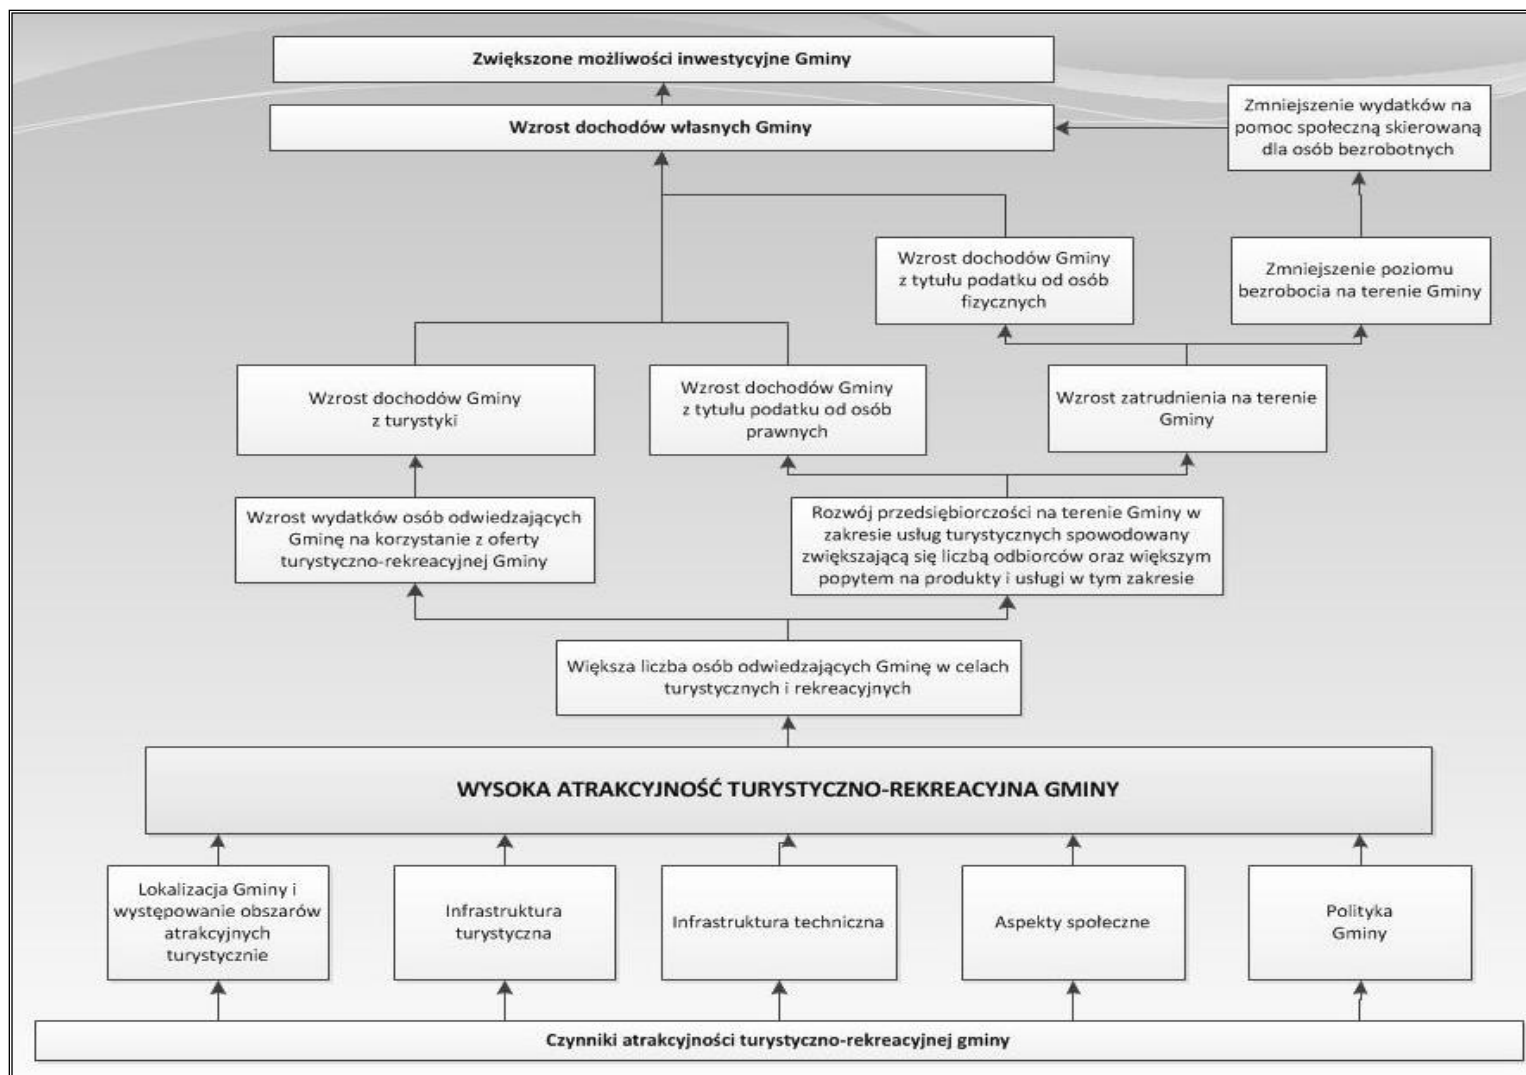 Zwiększone możliwości inwestycyjne Gminy
Wzrost dochodów własnych Gminy
Zmniejszenie wydatków na
pomoc społeczną skierowaną
dla osób bezrobotnych
Wzrost dochodów Gminy
z tytułu podatku od osób
fizycznych
Zmniejszenie poziomu
bezrobocia na terenie Gminy
Wzrost dochodów Gminy
z turystyki
Wzrost dochodów Gminy
z tytułu podatku od osób
prawnych
Wzrost zatrudnienia na terenie
Gminy
Wzrost wydatków osób odwiedzających
Gminę na korzystanie z oferty
turystyczno-rekreacyjnej Gminy
Rozwój przedsiębiorczości na terenie Gminy w
zakresie usług turystycznych spowodowany
zwiększającą się liczbą odbiorców oraz większym
popytem na produkty i usługi w tym zakresie
Większa liczba osób odwiedzających Gminę w celach
turystycznych i rekreacyjnych
WYSOKA ATRAKCYJNOŚĆ TURYSTYCZNO-REKREACYJNA GMINY
Lokalizacja Gminy i
występowanie obszarów
atrakcyjnych
turystycznie
Infrastruktura
turystyczna
Infrastruktura techniczna
Aspekty społeczne
Polityka
Gminy
Czynniki atrakcyjności turystyczno-rekreacyjnej gminy